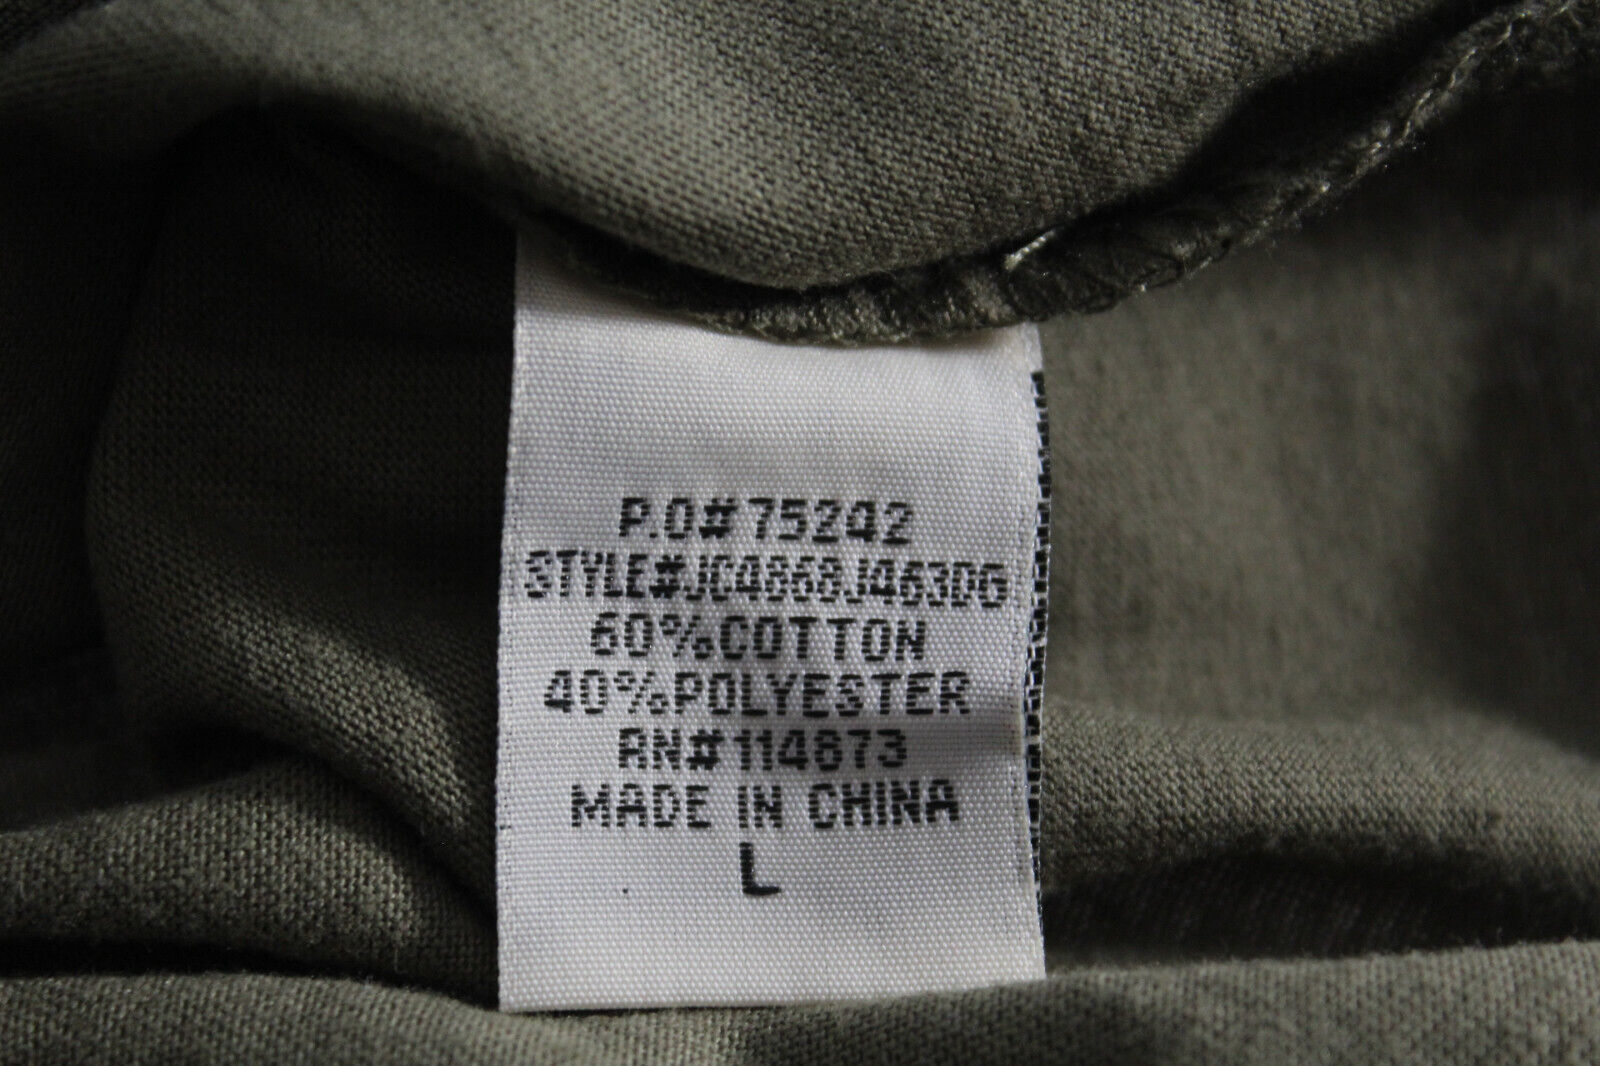 P.O#75242
STYLE#JC4868J463DG
60%COTTON
40%POLYESTER
RN#114873
MADE IN CHINA
L